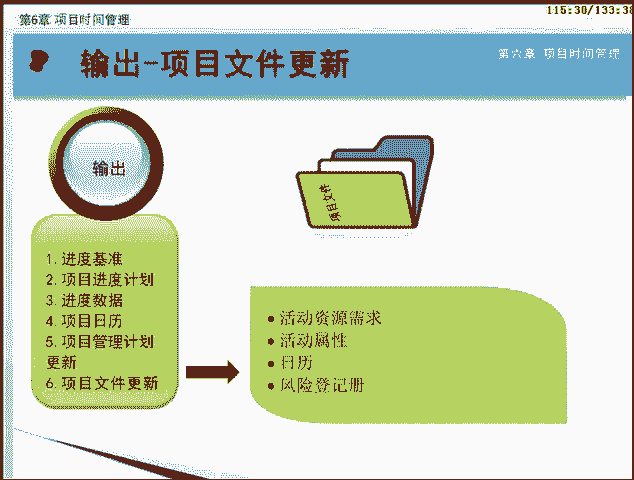 第6章 项目时间管理
115:30/133:38
输出-项目文件更新
第六章 项目时间管理
输出
项目文件
1. 进度基准
2. 项目进度计划
3. 进度数据
4. 项目日历
5. 项目管理计划
更新
6. 项目文件更新
● 活动资源需求
● 活动属性
● 日历
● 风险登记册